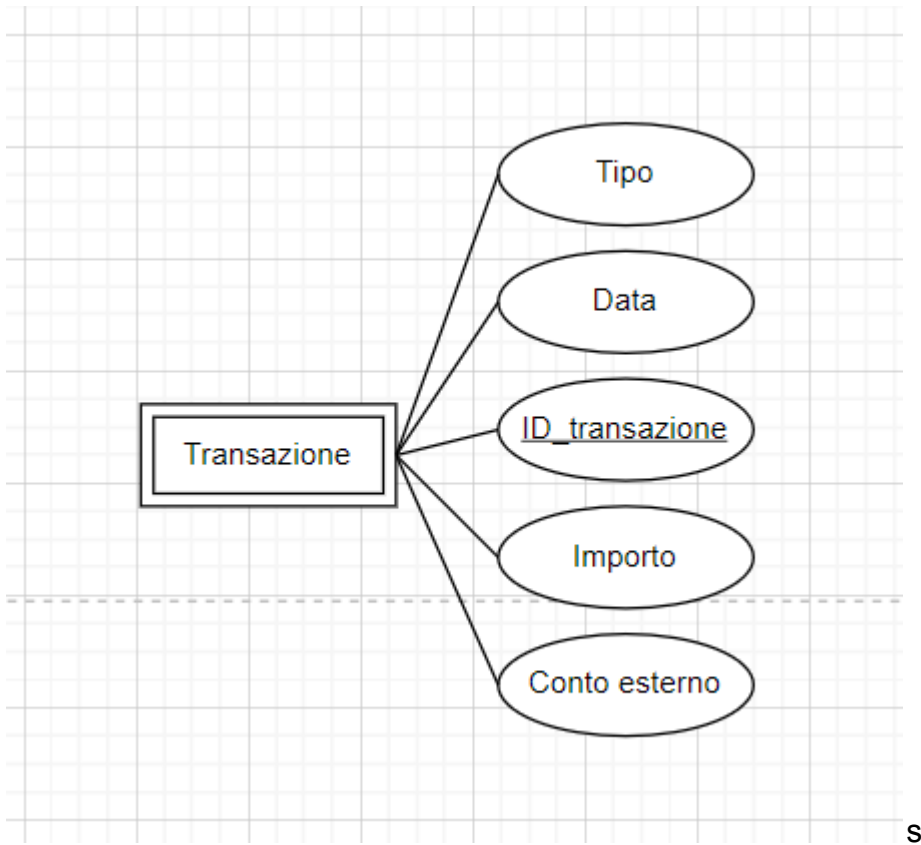 Tipo
Data
ID_transazione
Transazione
Importo
Conto esterno
s